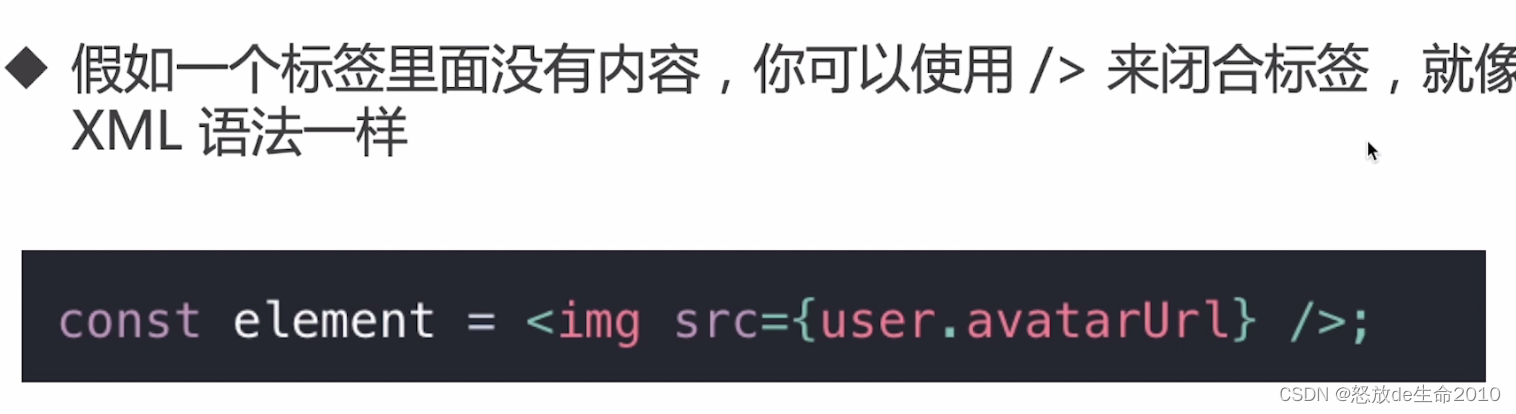 假如一个标签里面没有内容，你可以使用 /> 来闭合标签，就像
XML 语法一样
const element = <img src={user.avatarUrl} />;
CSDN @怒放de生命2010